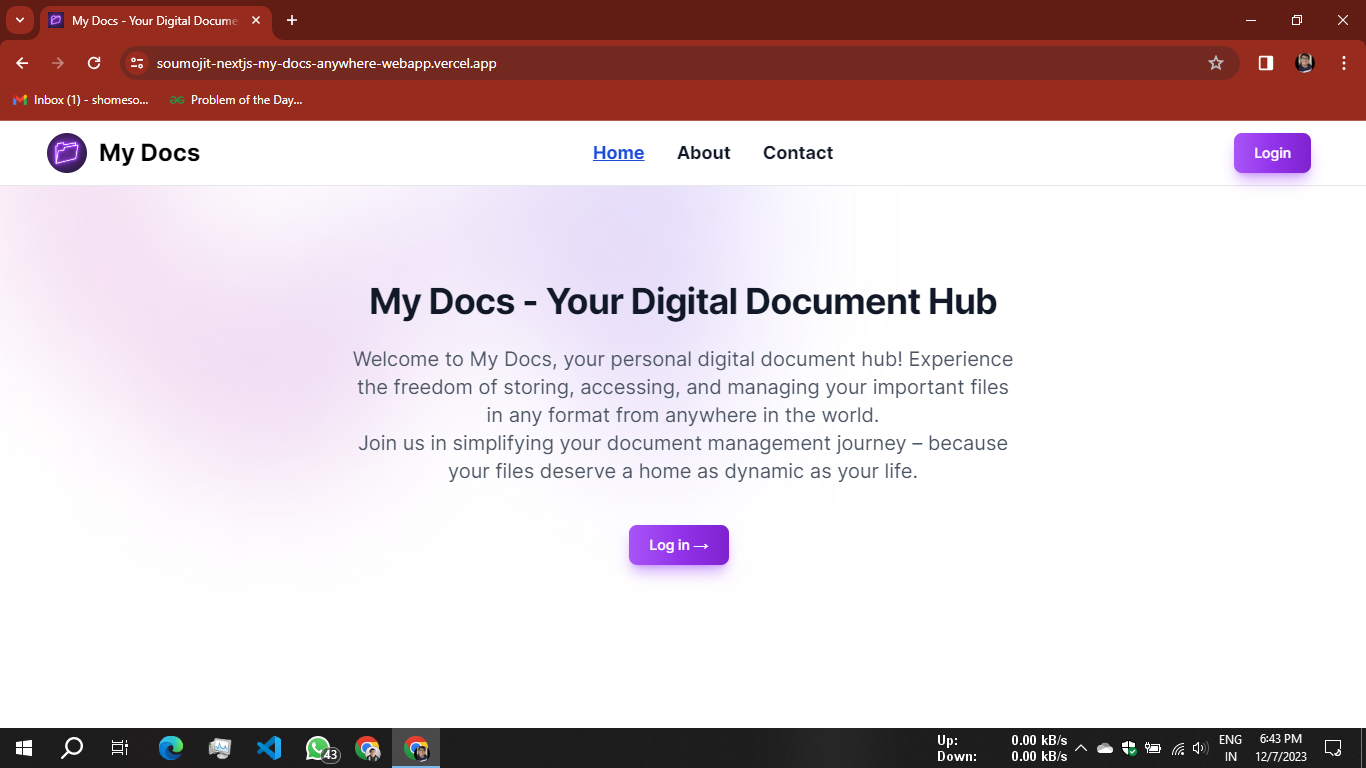 My Docs - Your Digital Docume
soumojit-nextjs-my-docs-anywhere-webapp.vercel.app
Inbox (1) - shomeso... Problem of the Day...
My Docs Home About Contact Login
My Docs - Your Digital Document Hub
Welcome to My Docs, your personal digital document hub! Experience
the freedom of storing, accessing, and managing your important files
in any format from anywhere in the world.
Join us in simplifying your document management journey – because
your files deserve a home as dynamic as your life.
Log in →
43
Up: 0.00 kB/s
Down: 0.00 kB/s
ENG
IN
6:43 PM
12/7/2023